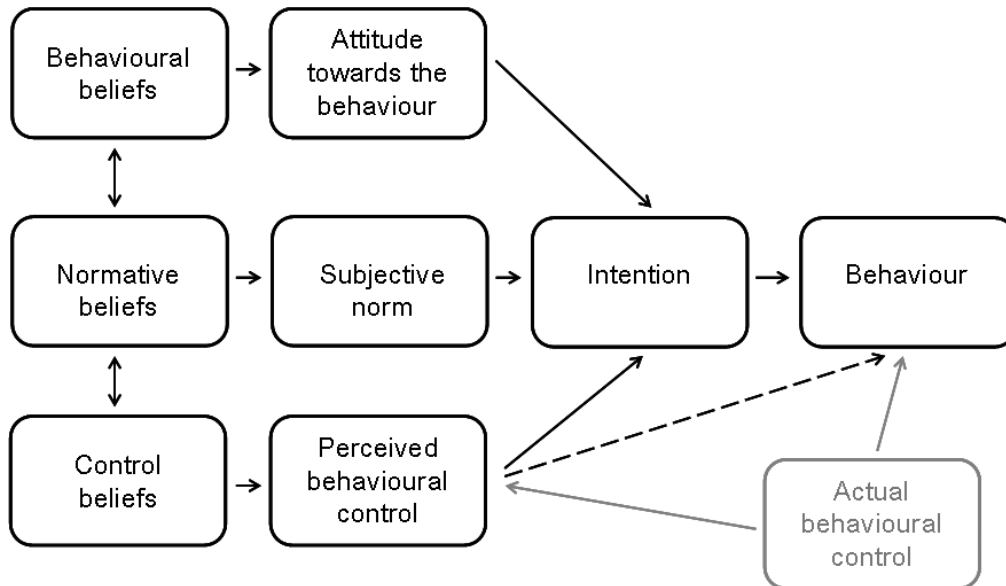 Behavioural
beliefs
Attitude
towards the
behaviour
Normative
beliefs
Subjective
norm
Intention
Behaviour
Control
beliefs
Perceived
behavioural
control
Actual
behavioural
control